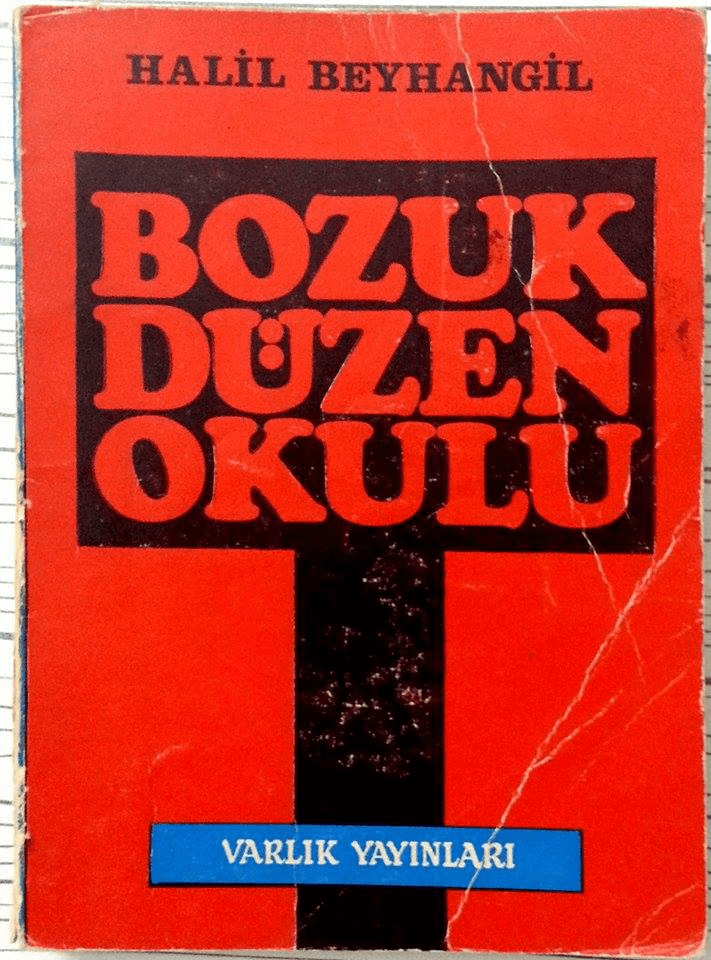 HALİL BEYHANGİL
BOZUK
DÜZEN
OKULU
VARLIK YAYINLARI